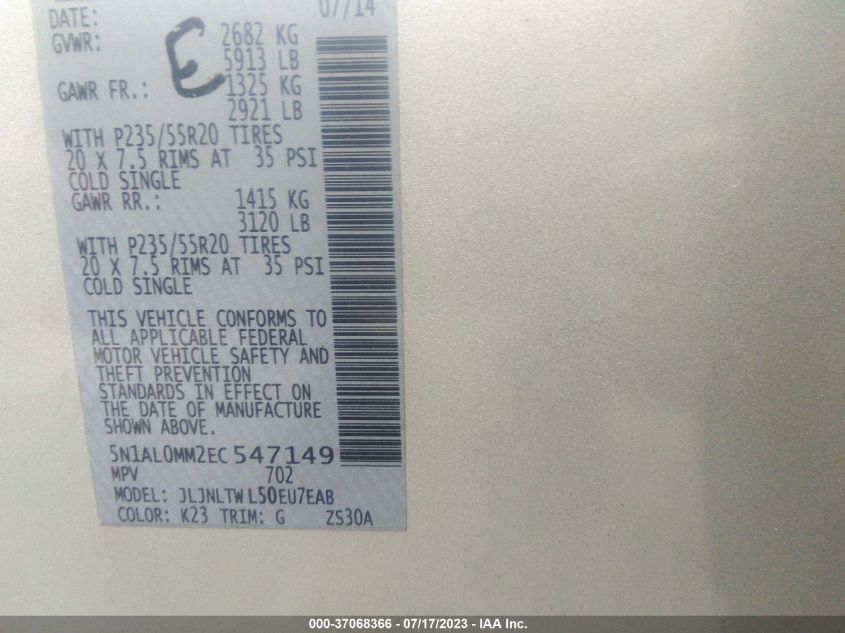 DATE: 07/14
GVWR: 2682 KG
5913 LB
E
GAWR FR.: 1325 KG
2921 LB
WITH P235/55R20 TIRES
20 X 7.5 RIMS AT 35 PSI
COLD SINGLE
GAWR RR.: 1415 KG
3120 LB
WITH P235/55R20 TIRES
20 X 7.5 RIMS AT 35 PSI
COLD SINGLE
THIS VEHICLE CONFORMS TO
ALL APPLICABLE FEDERAL
MOTOR VEHICLE SAFETY AND
THEFT PREVENTION
STANDARDS IN EFFECT ON
THE DATE OF MANUFACTURE
SHOWN ABOVE.
5N1AL0MM2EC547149
MPV 702
MODEL: JLJNLTWL50EU7EAB
COLOR: K23 TRIM: G ZS30A
000-37068366 - 07/17/2023 - IAA Inc.